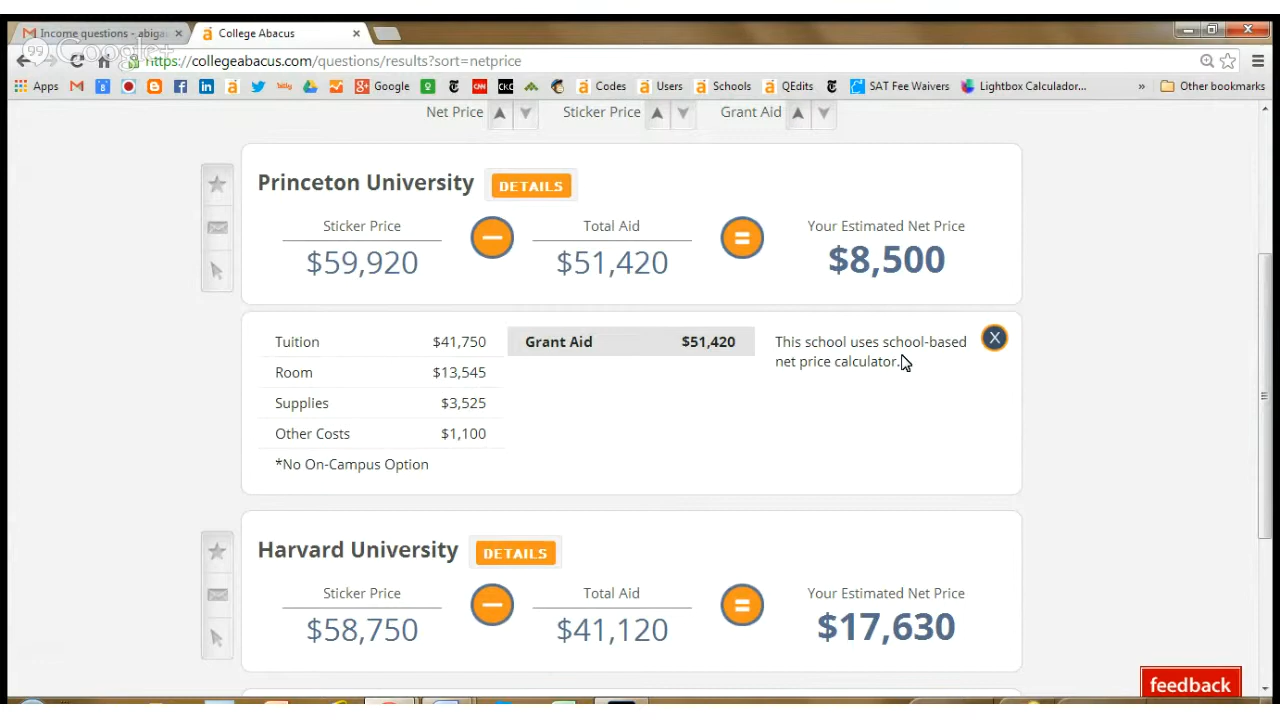 Income questions - abiga
College Abacus
99 Google+
https://collegeabacus.com/questions/results?sort=netprice
Apps
Google
CNN
CKC
bitly
Codes
Users
Schools
QEdits
SAT Fee Waivers
Lightbox Calculador...
»
Other bookmarks
Net Price ▲ ▼ Sticker Price ▲ ▼ Grant Aid ▲ ▼
Princeton University DETAILS
Sticker Price Total Aid Your Estimated Net Price
$59,920 − $51,420 = $8,500
Tuition $41,750 Grant Aid $51,420 This school uses school-based X
net price calculator.
Room $13,545
Supplies $3,525
Other Costs $1,100
*No On-Campus Option
Harvard University DETAILS
Sticker Price Total Aid Your Estimated Net Price
$58,750 − $41,120 = $17,630
feedback